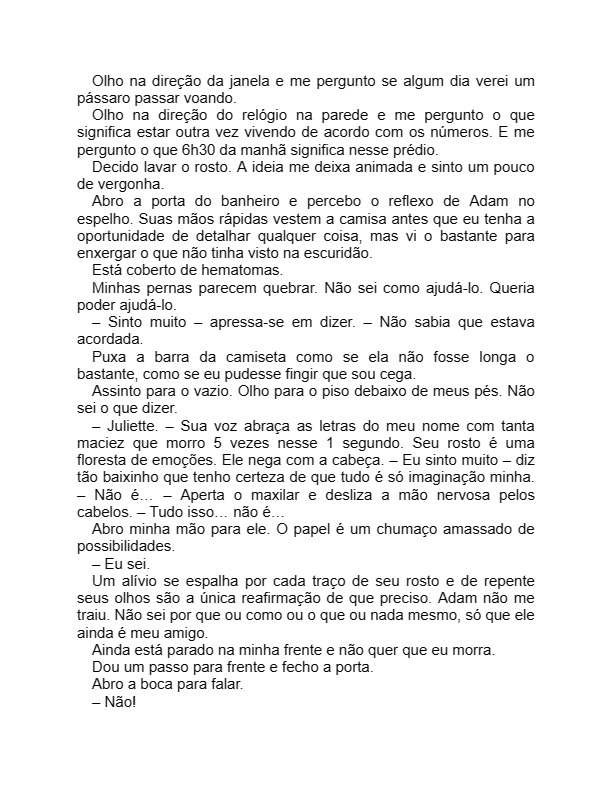 Olho na direção da janela e me pergunto se algum dia verei um
pássaro passar voando.
Olho na direção do relógio na parede e me pergunto o que
significa estar outra vez vivendo de acordo com os números. E me
pergunto o que 6h30 da manhã significa nesse prédio.
Decido lavar o rosto. A ideia me deixa animada e sinto um pouco
de vergonha.
Abro a porta do banheiro e percebo o reflexo de Adam no
espelho. Suas mãos rápidas vestem a camisa antes que eu tenha a
oportunidade de detalhar qualquer coisa, mas vi o bastante para
enxergar o que não tinha visto na escuridão.
Está coberto de hematomas.
Minhas pernas parecem quebrar. Não sei como ajudá-lo. Queria
poder ajudá-lo.
– Sinto muito – apressa-se em dizer. – Não sabia que estava
acordada.
Puxa a barra da camiseta como se ela não fosse longa o
bastante, como se eu pudesse fingir que sou cega.
Assinto para o vazio. Olho para o piso debaixo de meus pés. Não
sei o que dizer.
– Juliette. – Sua voz abraça as letras do meu nome com tanta
maciez que morro 5 vezes nesse 1 segundo. Seu rosto é uma
floresta de emoções. Ele nega com a cabeça. – Eu sinto muito – diz
tão baixinho que tenho certeza de que tudo é só imaginação minha.
– Não é… – Aperta o maxilar e desliza a mão nervosa pelos
cabelos. – Tudo isso… não é…
Abro minha mão para ele. O papel é um chumaço amassado de
possibilidades.
– Eu sei.
Um alívio se espalha por cada traço de seu rosto e de repente
seus olhos são a única reafirmação de que preciso. Adam não me
traiu. Não sei por que ou como ou o que ou nada mesmo, só que ele
ainda é meu amigo.
Ainda está parado na minha frente e não quer que eu morra.
Dou um passo para frente e fecho a porta.
Abro a boca para falar.
– Não!